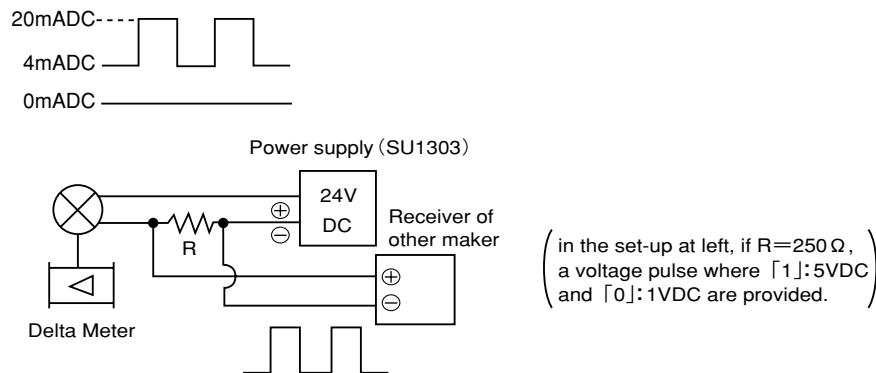 20mADC
4mADC
0mADC
Power supply（SU1303）
24V
DC
⊕
⊖
R
Receiver of
other maker
⊕
⊖
Delta Meter
in the set-up at left, if R＝250Ω,
a voltage pulse where「1」：5VDC
and「0」：1VDC are provided.